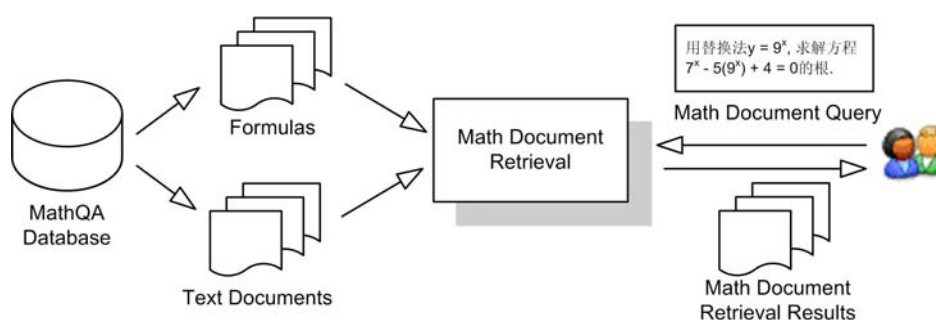 Formulas
MathQA
Database
Text Documents
Math Document
Retrieval
用替换法y = 9ˣ, 求解方程
7ˣ - 5(9ˣ) + 4 = 0的根.
Math Document Query
Math Document
Retrieval Results